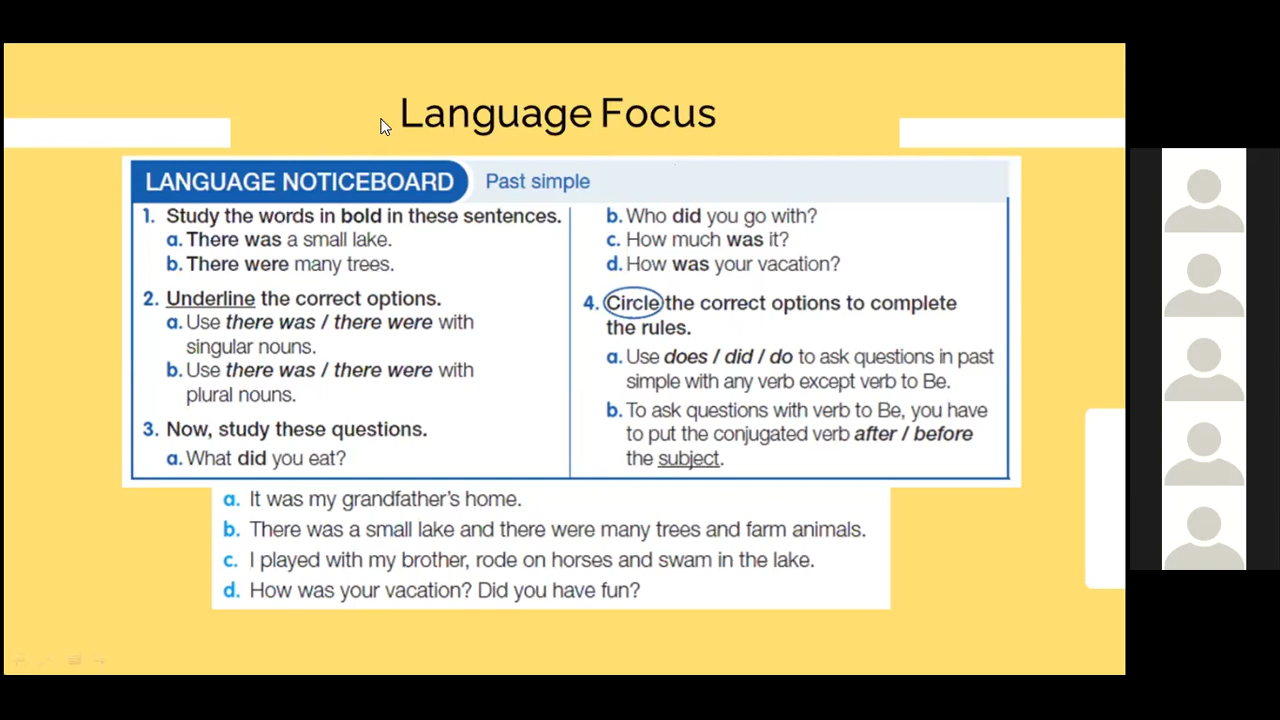 Language Focus
LANGUAGE NOTICEBOARD
Past simple
1. Study the words in bold in these sentences.
a. There was a small lake.
b. There were many trees.
2. Underline the correct options.
a. Use there was / there were with
singular nouns.
b. Use there was / there were with
plural nouns.
3. Now, study these questions.
a. What did you eat?
b. Who did you go with?
c. How much was it?
d. How was your vacation?
4. Circle the correct options to complete
the rules.
a. Use does / did / do to ask questions in past
simple with any verb except verb to Be.
b. To ask questions with verb to Be, you have
to put the conjugated verb after / before
the subject.
a. It was my grandfather's home.
b. There was a small lake and there were many trees and farm animals.
c. I played with my brother, rode on horses and swam in the lake.
d. How was your vacation? Did you have fun?